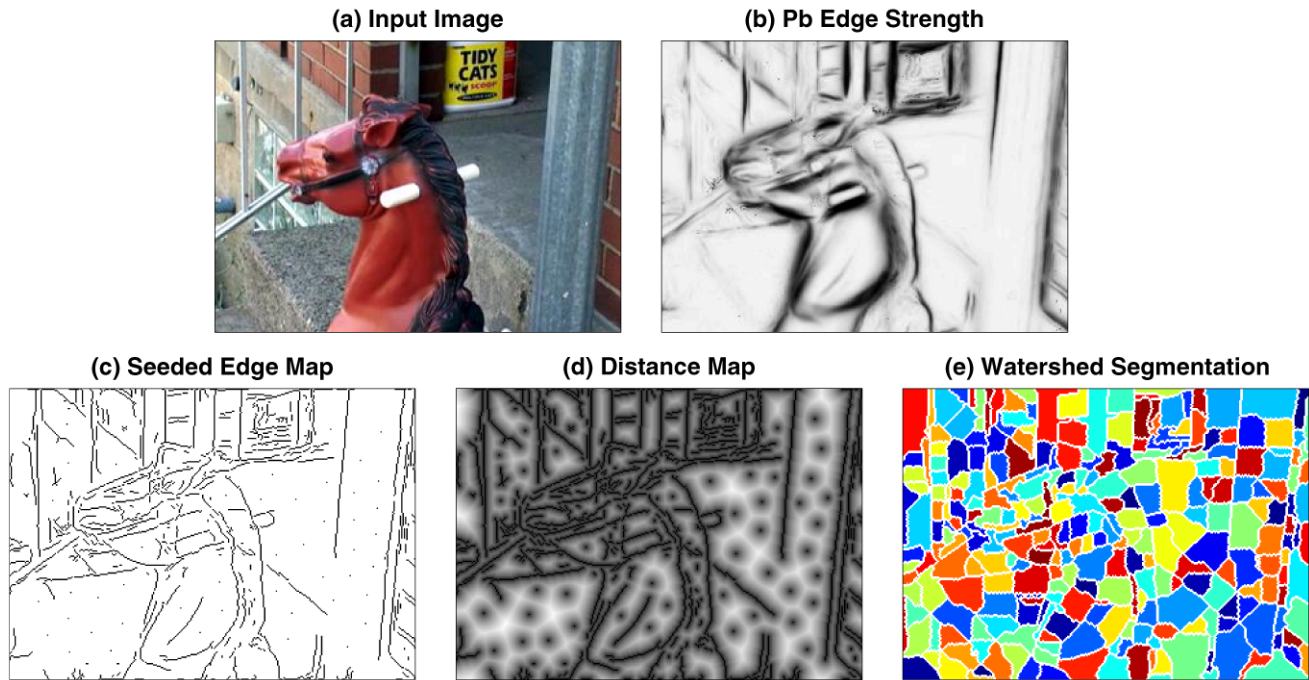 (a) Input Image
(b) Pb Edge Strength
TIDY
CATS
SCOOP
(c) Seeded Edge Map
(d) Distance Map
(e) Watershed Segmentation